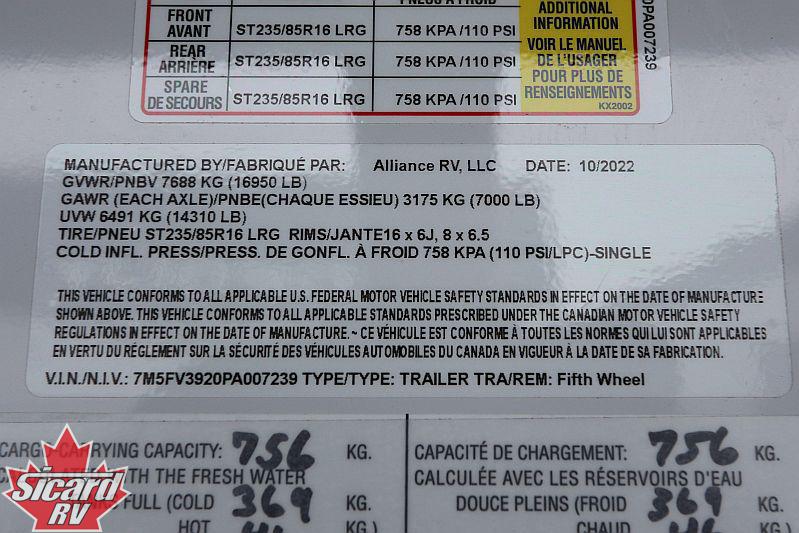 FRONT
AVANT
ST235/85R16 LRG
758 KPA /110 PSI
REAR
ARRIÈRE
ST235/85R16 LRG
758 KPA /110 PSI
SPARE
DE SECOURS
ST235/85R16 LRG
758 KPA /110 PSI
ADDITIONAL
INFORMATION
VOIR LE MANUEL
DE L'USAGER
POUR PLUS DE
RENSEIGNEMENTS
KX2002
0PA007239
MANUFACTURED BY/FABRIQUÉ PAR: Alliance RV, LLC DATE: 10/2022
GVWR/PNBV 7688 KG (16950 LB)
GAWR (EACH AXLE)/PNBE(CHAQUE ESSIEU) 3175 KG (7000 LB)
UVW 6491 KG (14310 LB)
TIRE/PNEU ST235/85R16 LRG RIMS/JANTE16 x 6J, 8 x 6.5
COLD INFL. PRESS/PRESS. DE GONFL. À FROID 758 KPA (110 PSI/LPC)-SINGLE
THIS VEHICLE CONFORMS TO ALL APPLICABLE U.S. FEDERAL MOTOR VEHICLE SAFETY STANDARDS IN EFFECT ON THE DATE OF MANUFACTURE
SHOWN ABOVE. THIS VEHICLE CONFORMS TO ALL APPLICABLE STANDARDS PRESCRIBED UNDER THE CANADIAN MOTOR VEHICLE SAFETY
REGULATIONS IN EFFECT ON THE DATE OF MANUFACTURE. ~ CE VÉHICULE EST CONFORME À TOUTES LES NORMES QUI LUI SONT APPLICABLES
EN VERTU DU RÉGLEMENT SUR LA SÉCURITÉ DES VÉHICULES AUTOMOBILES DU CANADA EN VIGUEUR À LA DATE DE SA FABRICATION.
V.I.N./N.I.V.: 7M5FV3920PA007239 TYPE/TYPE: TRAILER TRA/REM: Fifth Wheel
CARGO-CARRYING CAPACITY: 756 KG.
WITH THE FRESH WATER
FULL (COLD 369 KG.
HOT KG.)
CAPACITÉ DE CHARGEMENT: 756 KG.
CALCULÉE AVEC LES RÉSERVOIRS D'EAU
DOUCE PLEINS (FROID 369 KG.
CHAUD 46 KG.)
Sicard
RV